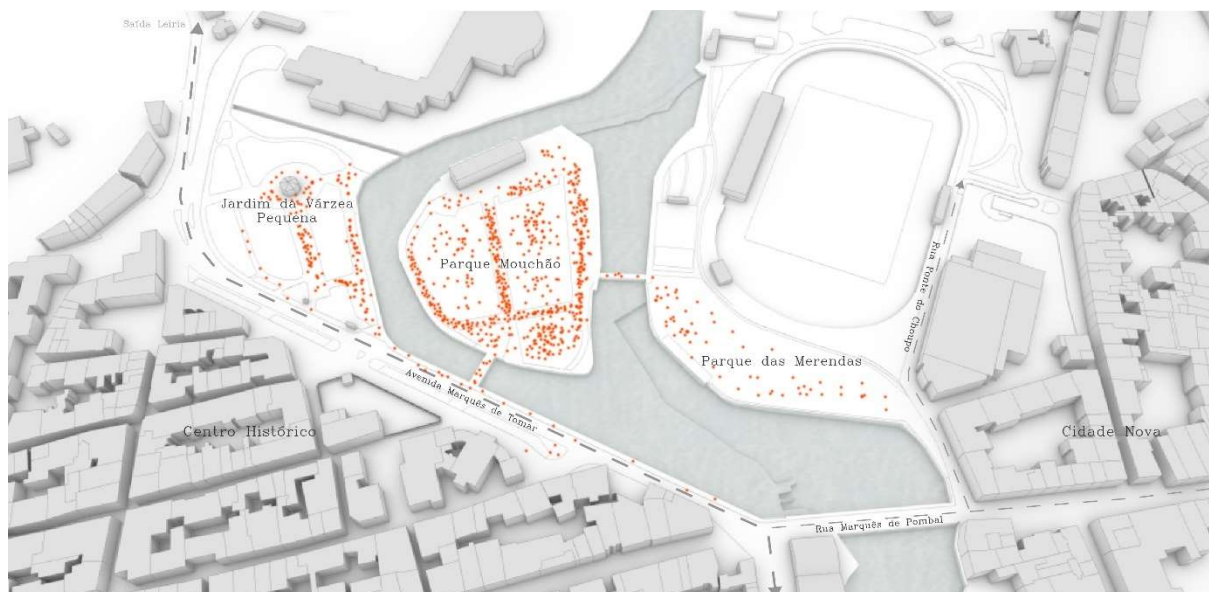 Saída Leiria
Jardim da Várzea
Pequena
Parque Mouchão
Rua Fonte do Choupo
Parque das Merendas
Avenida Marquês de Tomar
Centro Histórico
Cidade Nova
Rua Marquês de Pombal